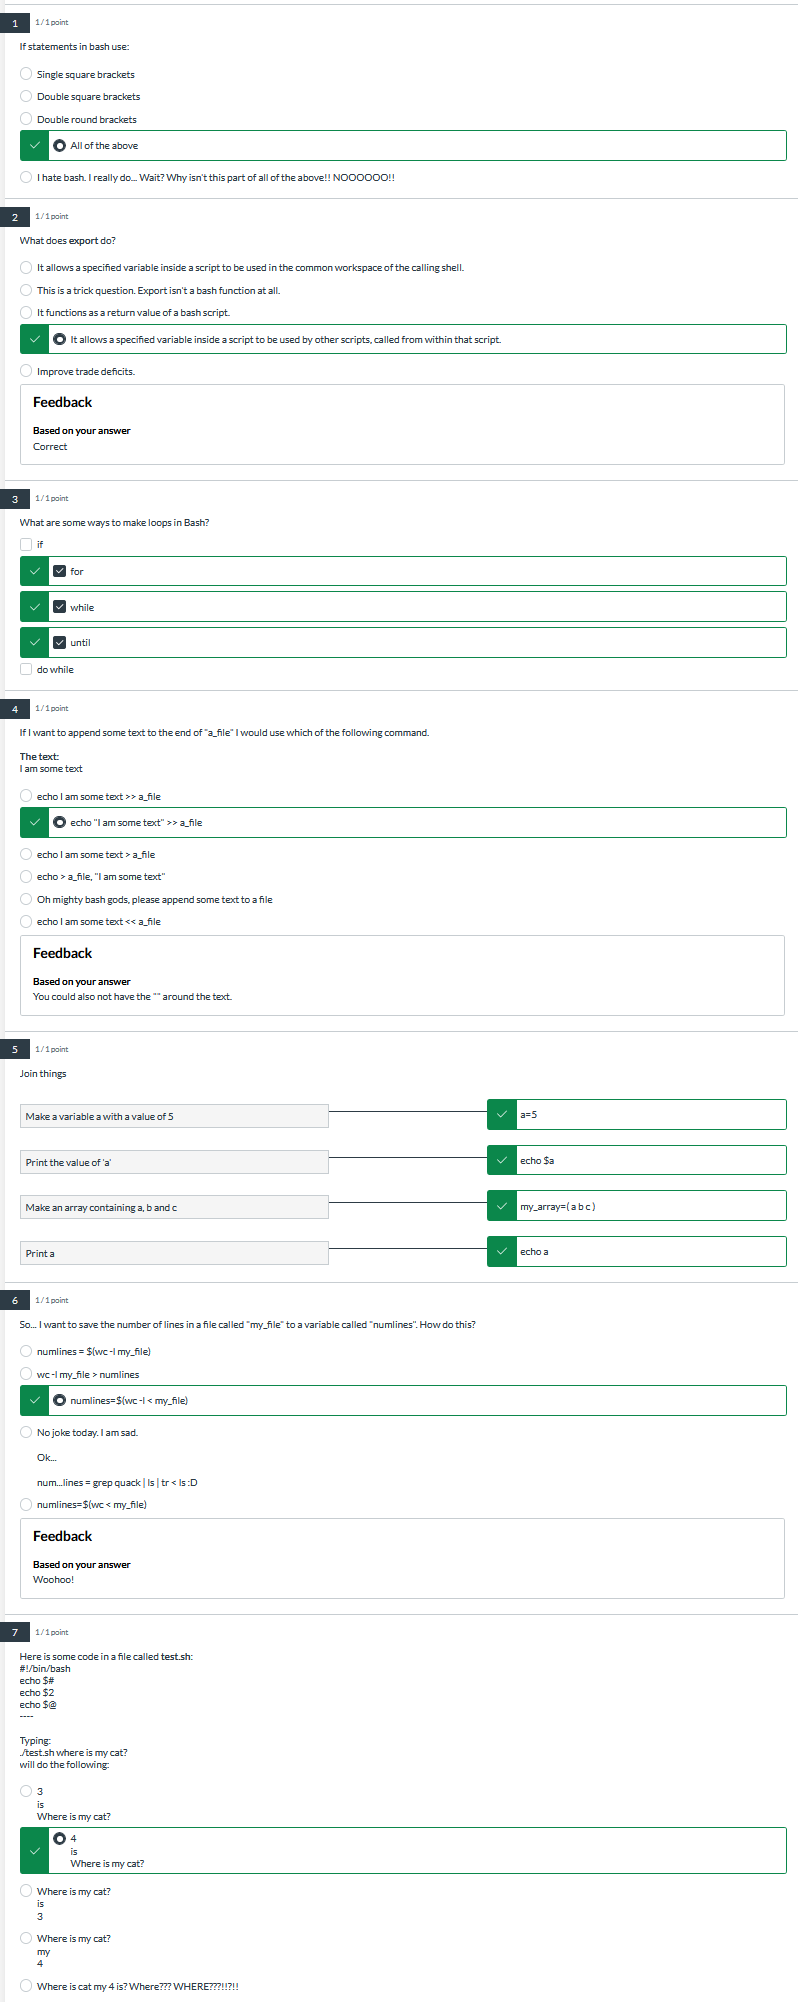 1
1 / 1 point
If statements in bash use:
Single square brackets
Double square brackets
Double round brackets
All of the above
I hate bash. I really do... Wait? Why isn't this part of all of the above!! NOOOOOO!!
2
1 / 1 point
What does export do?
It allows a specified variable inside a script to be used in the common workspace of the calling shell.
This is a trick question. Export isn't a bash function at all.
It functions as a return value of a bash script.
It allows a specified variable inside a script to be used by other scripts, called from within that script.
Improve trade deficits.
Feedback
Based on your answer
Correct
3
1 / 1 point
What are some ways to make loops in Bash?
if
for
while
until
do while
4
1 / 1 point
If I want to append some text to the end of "a_file" I would use which of the following command.
The text:
I am some text
echo I am some text >> a_file
echo "I am some text" >> a_file
echo I am some text > a_file
echo > a_file, "I am some text"
Oh mighty bash gods, please append some text to a file
echo I am some text << a_file
Feedback
Based on your answer
You could also not have the "" around the text.
5
1 / 1 point
Join things
Make a variable a with a value of 5
a=5
Print the value of 'a'
echo $a
Make an array containing a, b and c
my_array=( a b c )
Print a
echo a
6
1 / 1 point
So... I want to save the number of lines in a file called "my_file" to a variable called "numlines". How do this?
numlines = $(wc -l my_file)
wc -l my_file > numlines
numlines=$(wc -l < my_file)
No joke today. I am sad.
Ok...
num...lines = grep quack | ls | tr < ls :D
numlines=$(wc < my_file)
Feedback
Based on your answer
Woohoo!
7
1 / 1 point
Here is some code in a file called test.sh:
#!/bin/bash
echo $#
echo $2
echo $@
----
Typing:
./test.sh where is my cat?
will do the following:
3
is
Where is my cat?
4
is
Where is my cat?
Where is my cat?
is
3
Where is my cat?
my
4
Where is cat my 4 is? Where??? WHERE???!!?!!